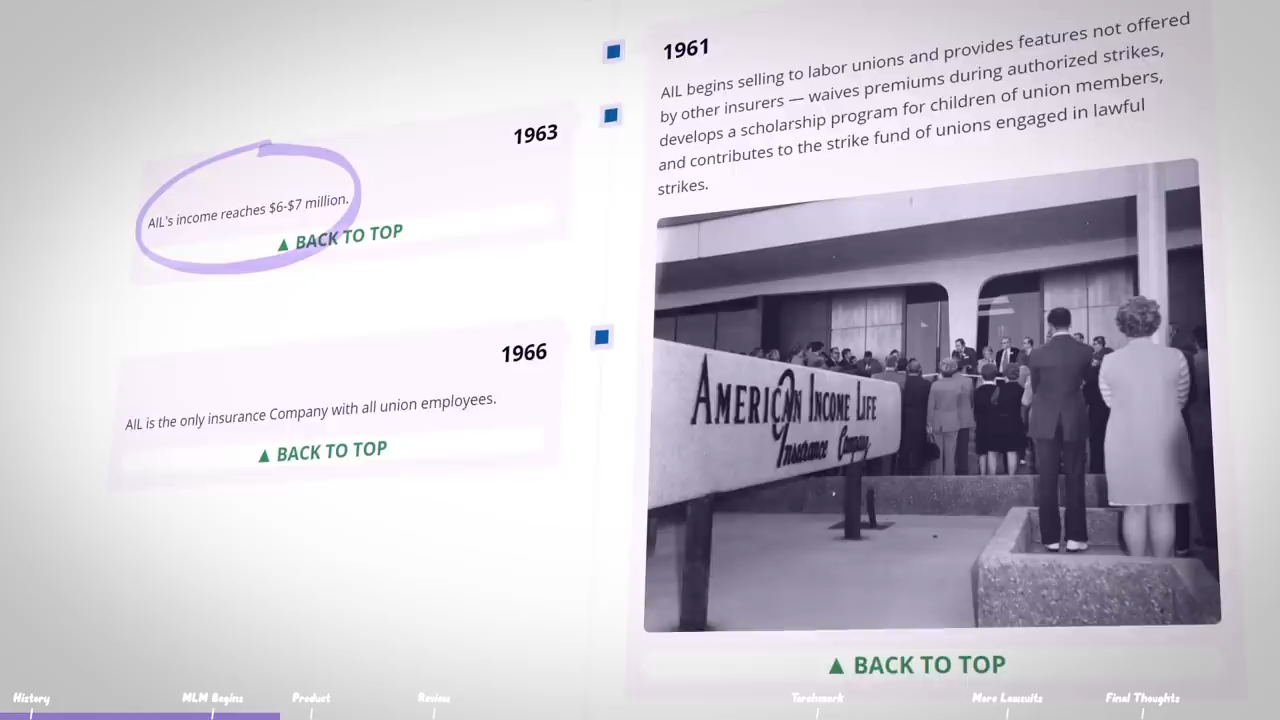 1961
AIL begins selling to labor unions and provides features not offered
by other insurers — waives premiums during authorized strikes,
develops a scholarship program for children of union members,
and contributes to the strike fund of unions engaged in lawful
strikes.
1963
AIL's income reaches $6-$7 million.
▲ BACK TO TOP
1966
AIL is the only insurance Company with all union employees.
▲ BACK TO TOP
AMERICAN INCOME LIFE
Insurance Company
▲ BACK TO TOP
History
MLM Begins
Product
Review
Torchmark
More Lawsuits
Final Thoughts